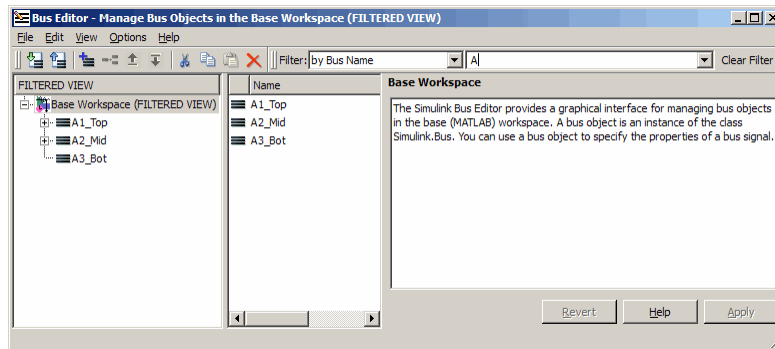 Bus Editor - Manage Bus Objects in the Base Workspace (FILTERED VIEW)
File Edit View Options Help
Filter: by Bus Name A Clear Filter
FILTERED VIEW
Base Workspace (FILTERED VIEW)
A1_Top
A2_Mid
A3_Bot
Name
A1_Top
A2_Mid
A3_Bot
Base Workspace
The Simulink Bus Editor provides a graphical interface for managing bus objects
in the base (MATLAB) workspace. A bus object is an instance of the class
Simulink.Bus. You can use a bus object to specify the properties of a bus signal.
Revert Help Apply